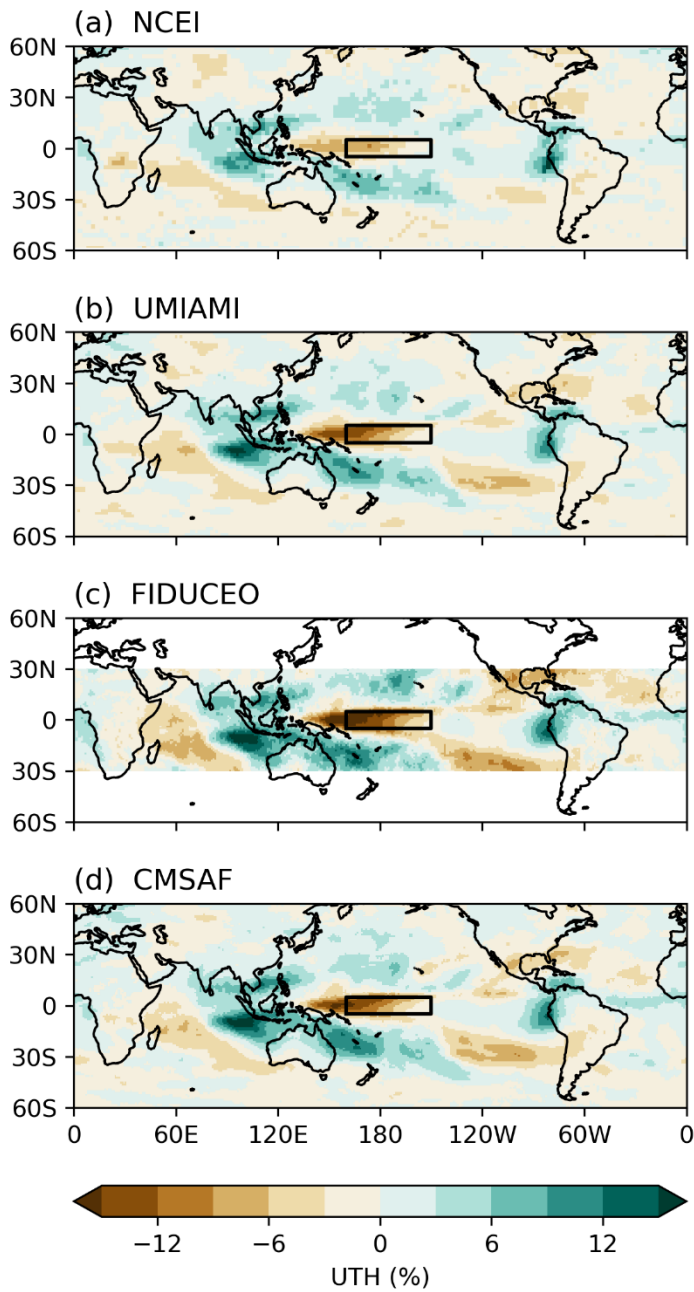 (a) NCEI
60N
30N
0
30S
60S
(b) UMIAMI
60N
30N
0
30S
60S
(c) FIDUCEO
60N
30N
0
30S
60S
(d) CMSAF
60N
30N
0
30S
60S
0 60E 120E 180 120W 60W 0
−12 −6 0 6 12
UTH (%)